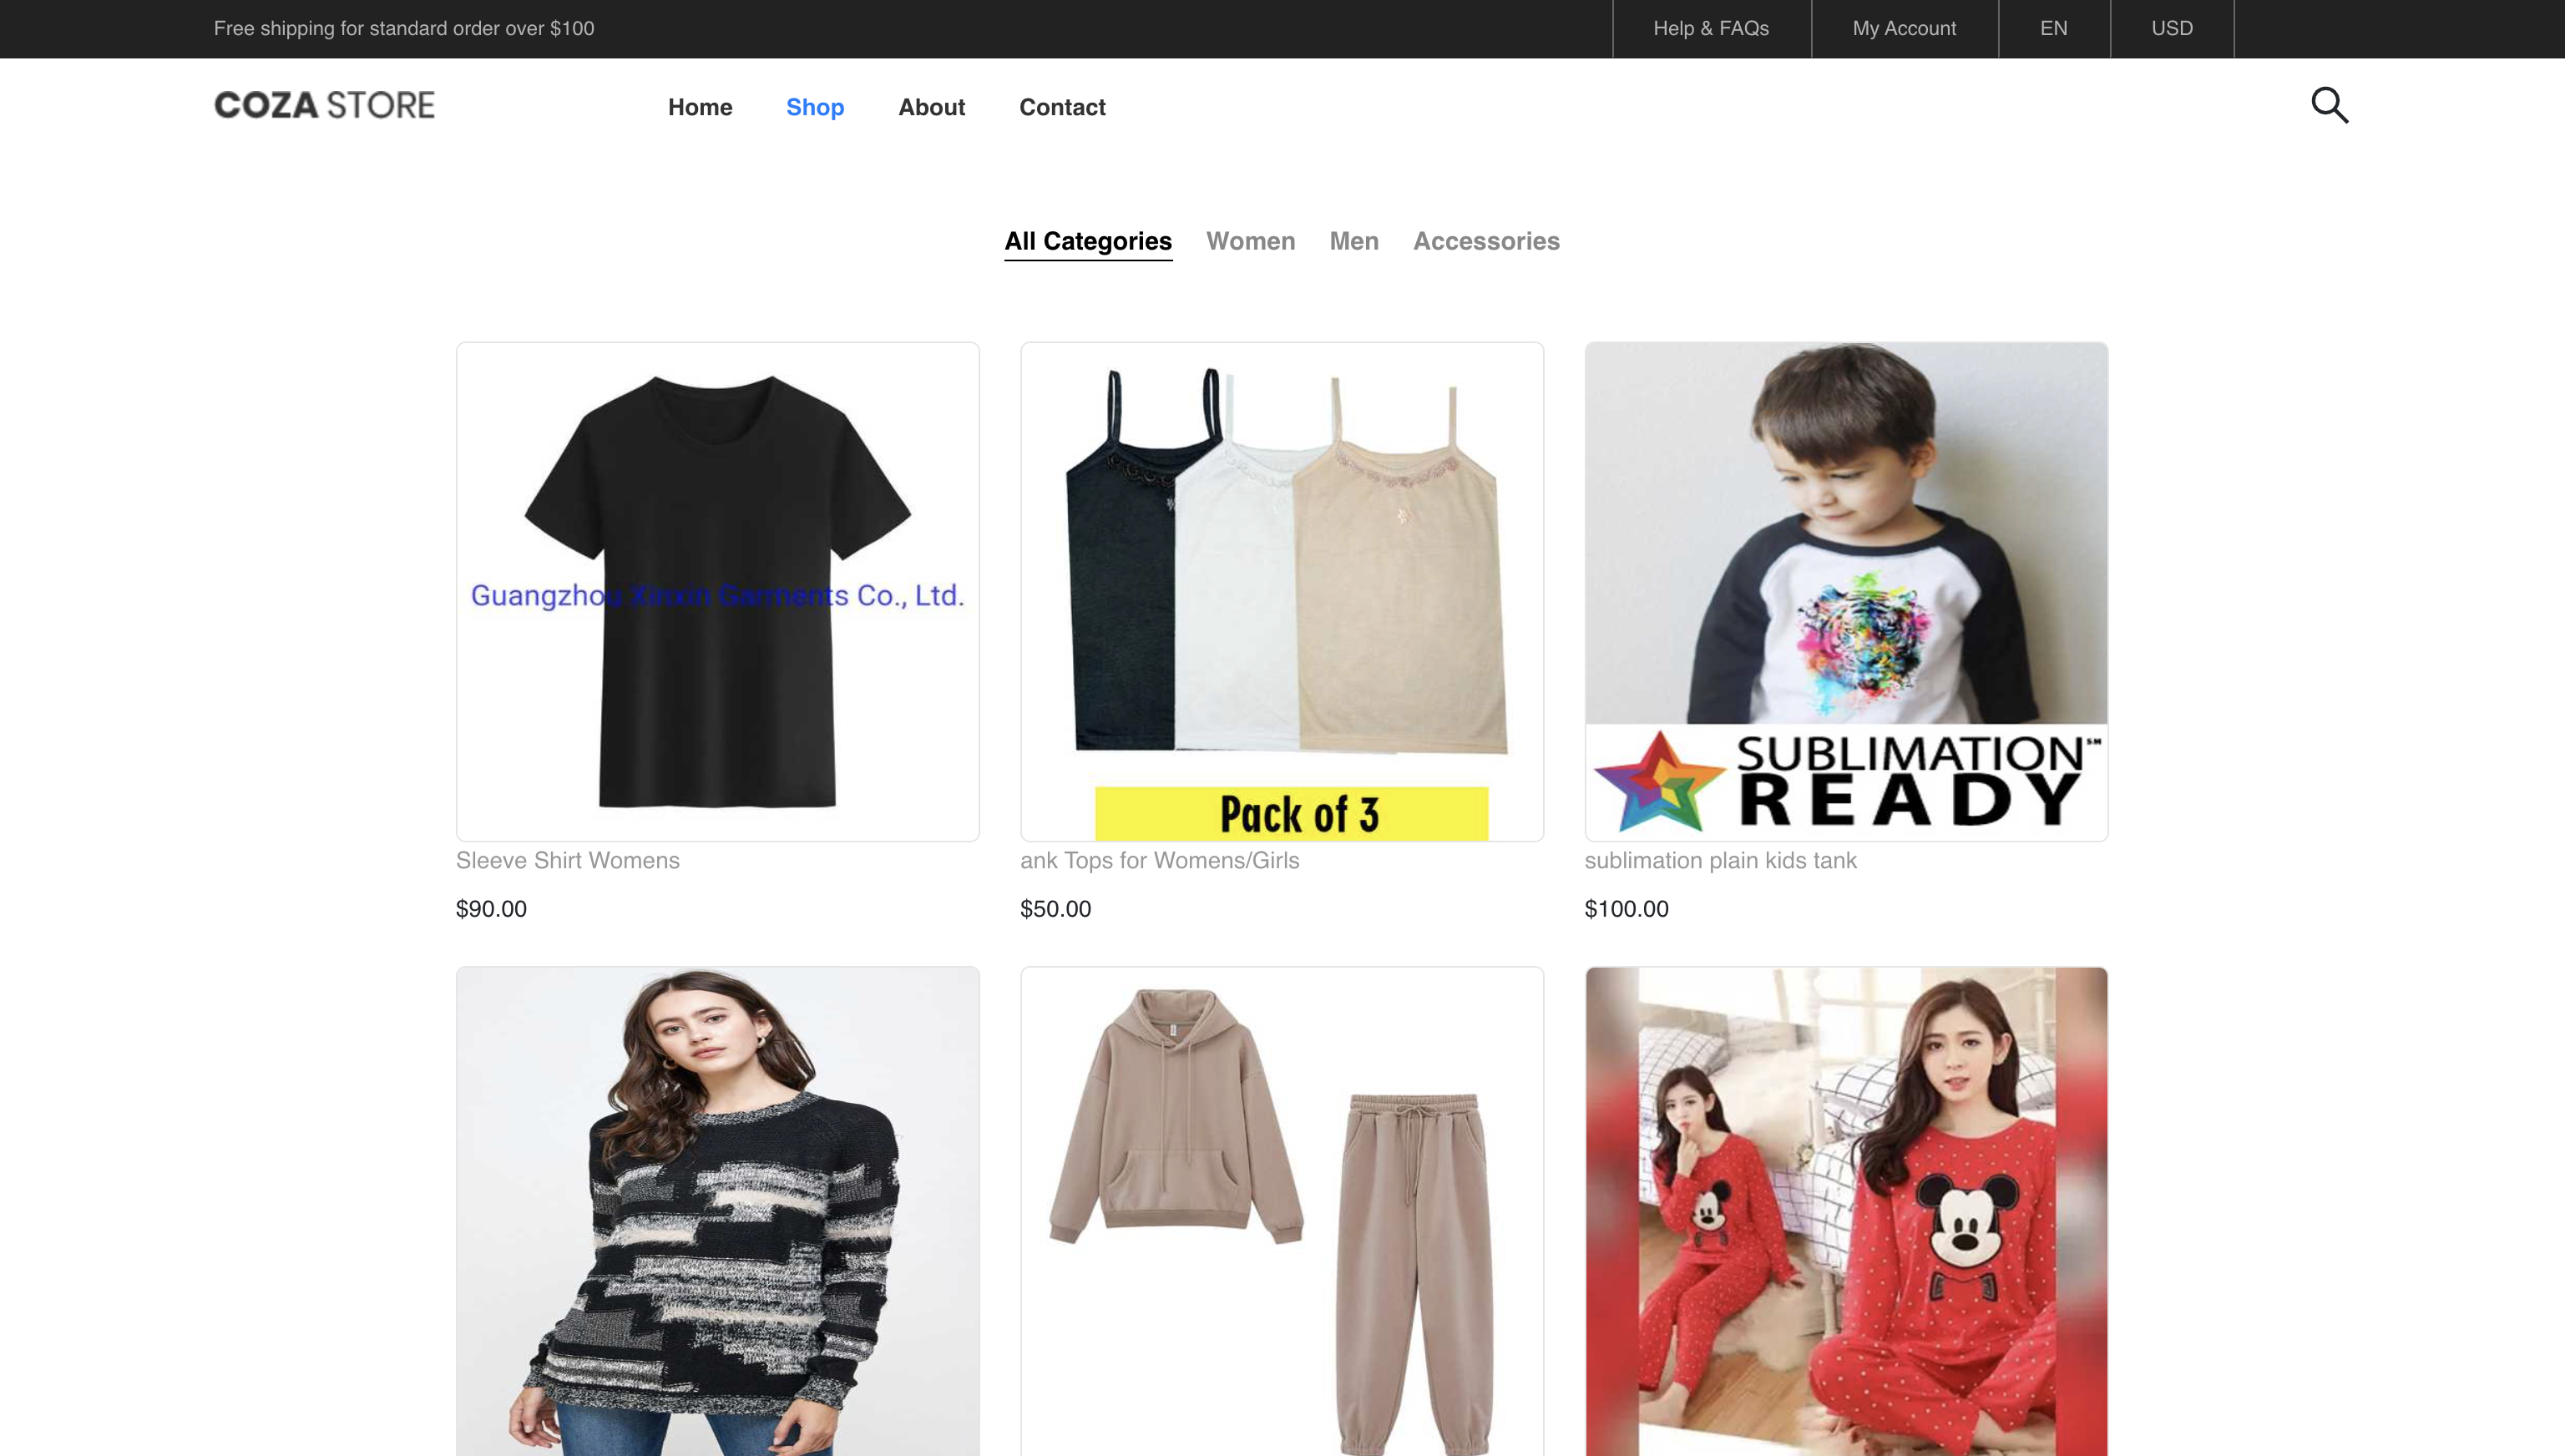 Free shipping for standard order over $100
Help & FAQs
My Account
EN
USD
COZA STORE
Home
Shop
About
Contact
All Categories
Women
Men
Accessories
Guangzhou Xinxin Garments Co., Ltd.
Pack of 3
SUBLIMATION℠
READY
Sleeve Shirt Womens
ank Tops for Womens/Girls
sublimation plain kids tank
$90.00
$50.00
$100.00